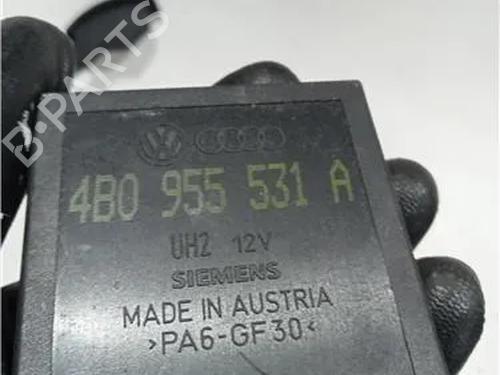 4B0 955 531 A
UH2 12V
SIEMENS
MADE IN AUSTRIA
>PA6-GF30<
B-PARTS